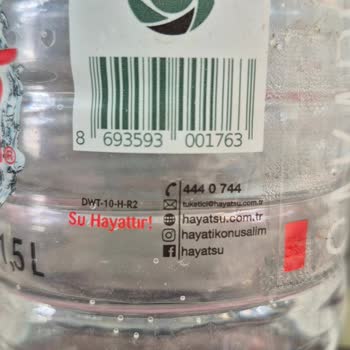 8 693593 001763
444 0 744
DWT-10-H-R2
tuketici@hayatsu.com.tr
Su Hayattır!
hayatsu.com.tr
hayatikonusalim
hayatsu
1,5 L